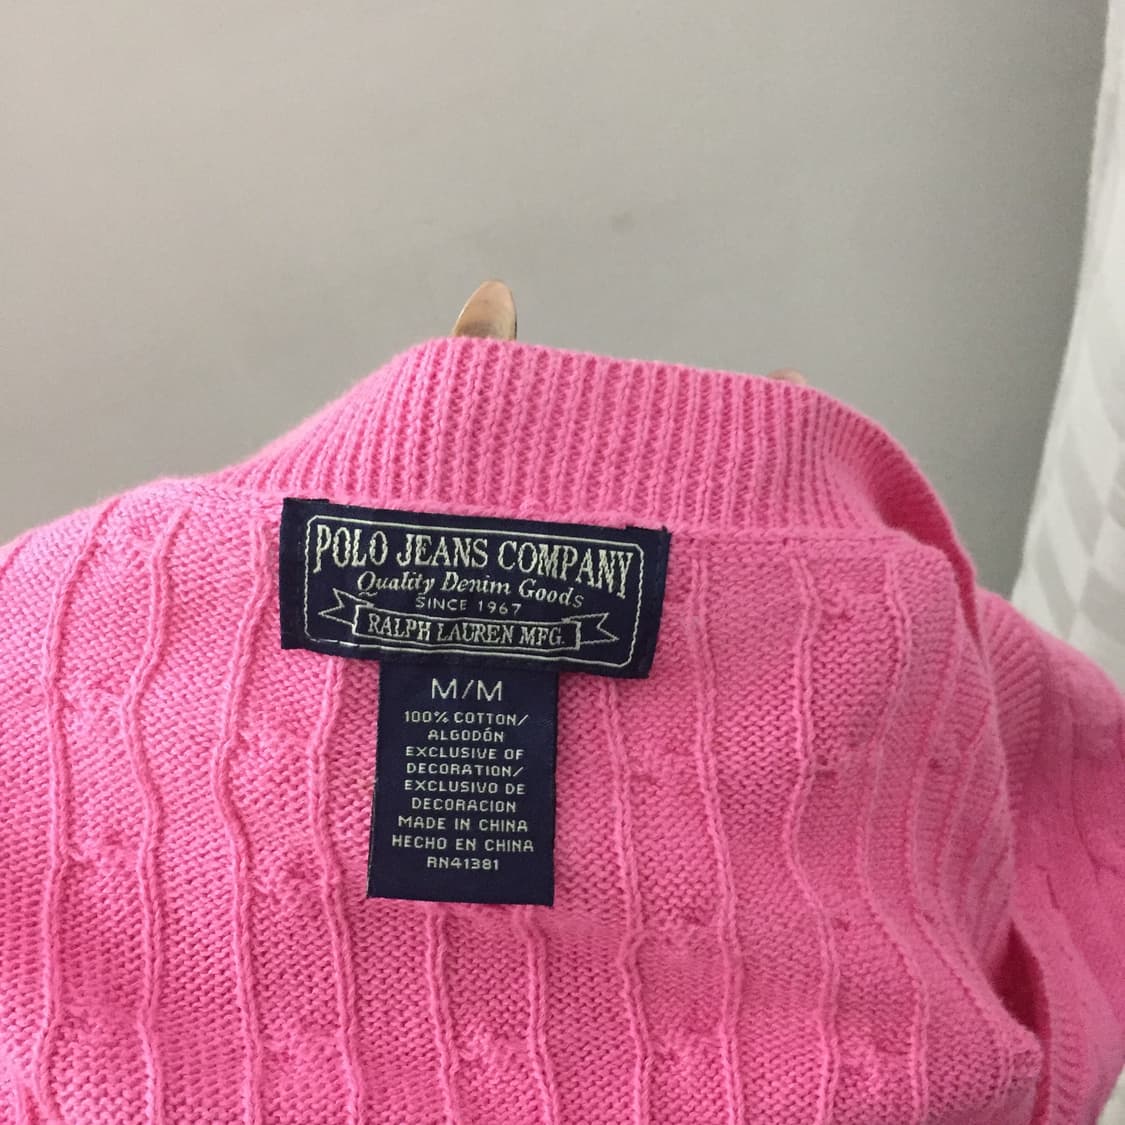 POLO JEANS COMPANY
Quality Denim Goods
SINCE 1967
RALPH LAUREN MFG.
M/M
100% COTTON/
ALGODÓN
EXCLUSIVE OF
DECORATION/
EXCLUSIVO DE
DECORACION
MADE IN CHINA
HECHO EN CHINA
RN41381